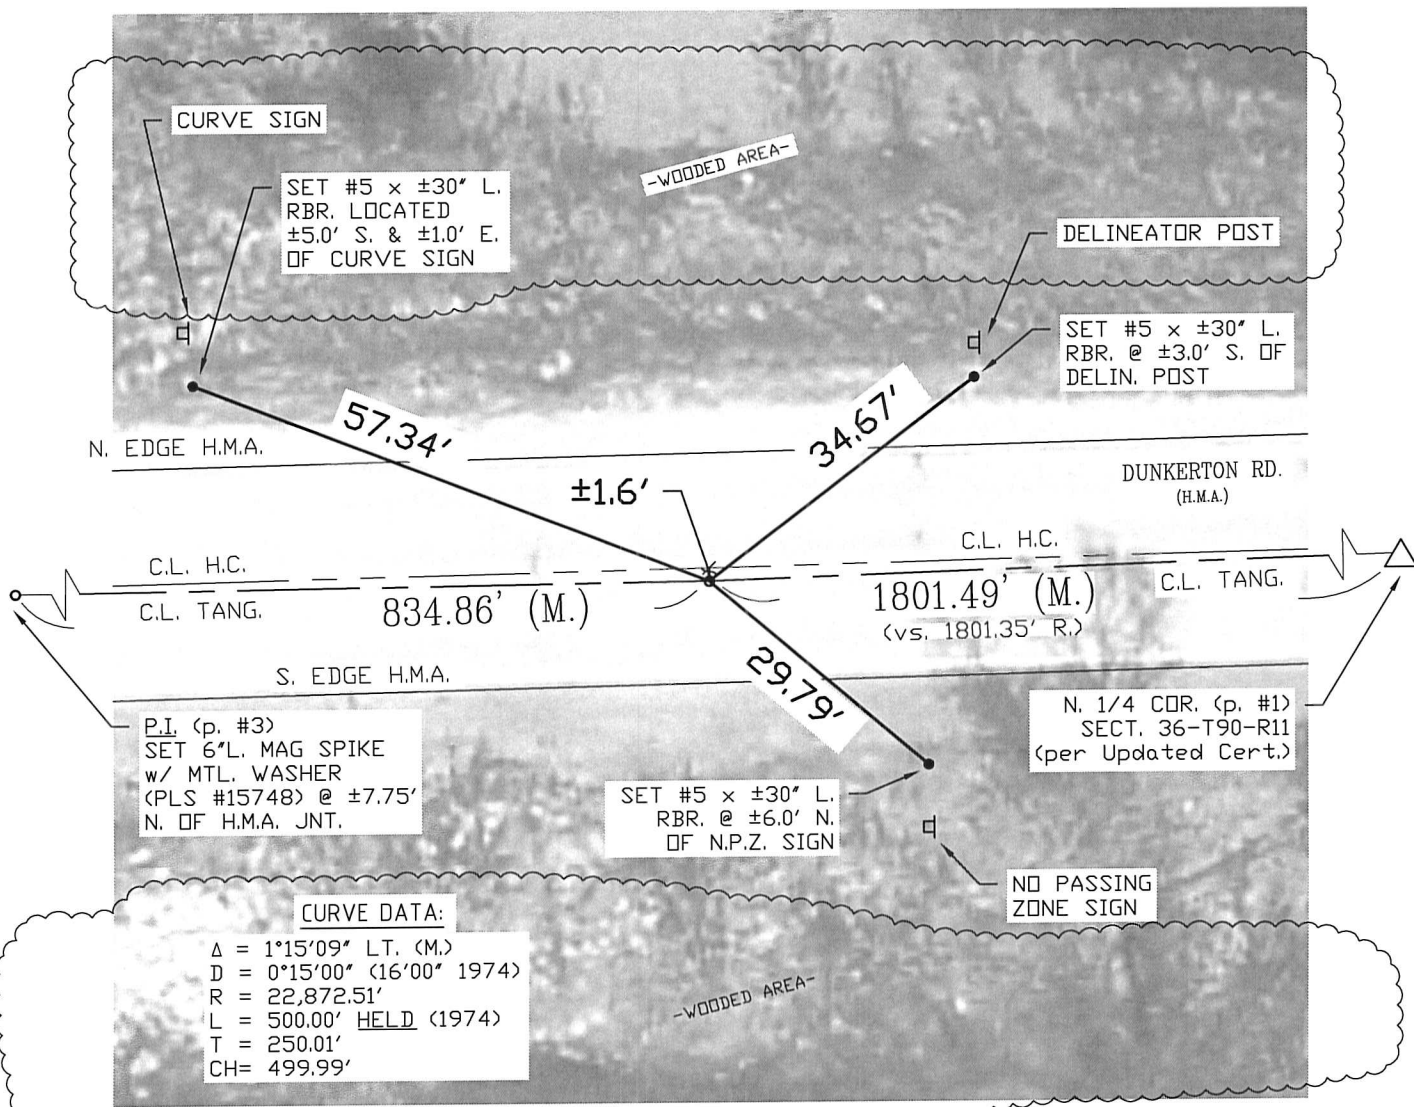 CURVE SIGN
SET #5 x ±30" L.
RBR. LOCATED
±5.0' S. & ±1.0' E.
OF CURVE SIGN
-WOODED AREA-
DELINEATOR POST
SET #5 x ±30" L.
RBR. @ ±3.0' S. OF
DELIN. POST
57.34'
34.67'
N. EDGE H.M.A.
±1.6'
DUNKERTON RD.
(H.M.A.)
C.L. H.C.
C.L. H.C.
C.L. TANG.
834.86' (M.)
1801.49' (M.)
(vs. 1801.35' R.)
C.L. TANG.
S. EDGE H.M.A.
29.79'
P.I. (p. #3)
SET 6"L. MAG SPIKE
w/ MTL. WASHER
(PLS #15748) @ ±7.75'
N. OF H.M.A. JNT.
N. 1/4 COR. (p. #1)
SECT. 36-T90-R11
(per Updated Cert.)
SET #5 x ±30" L.
RBR. @ ±6.0' N.
OF N.P.Z. SIGN
NO PASSING
ZONE SIGN
CURVE DATA:
Δ = 1°15'09" LT. (M.)
D = 0°15'00" (16'00" 1974)
R = 22,872.51'
L = 500.00' HELD (1974)
T = 250.01'
CH= 499.99'
-WOODED AREA-